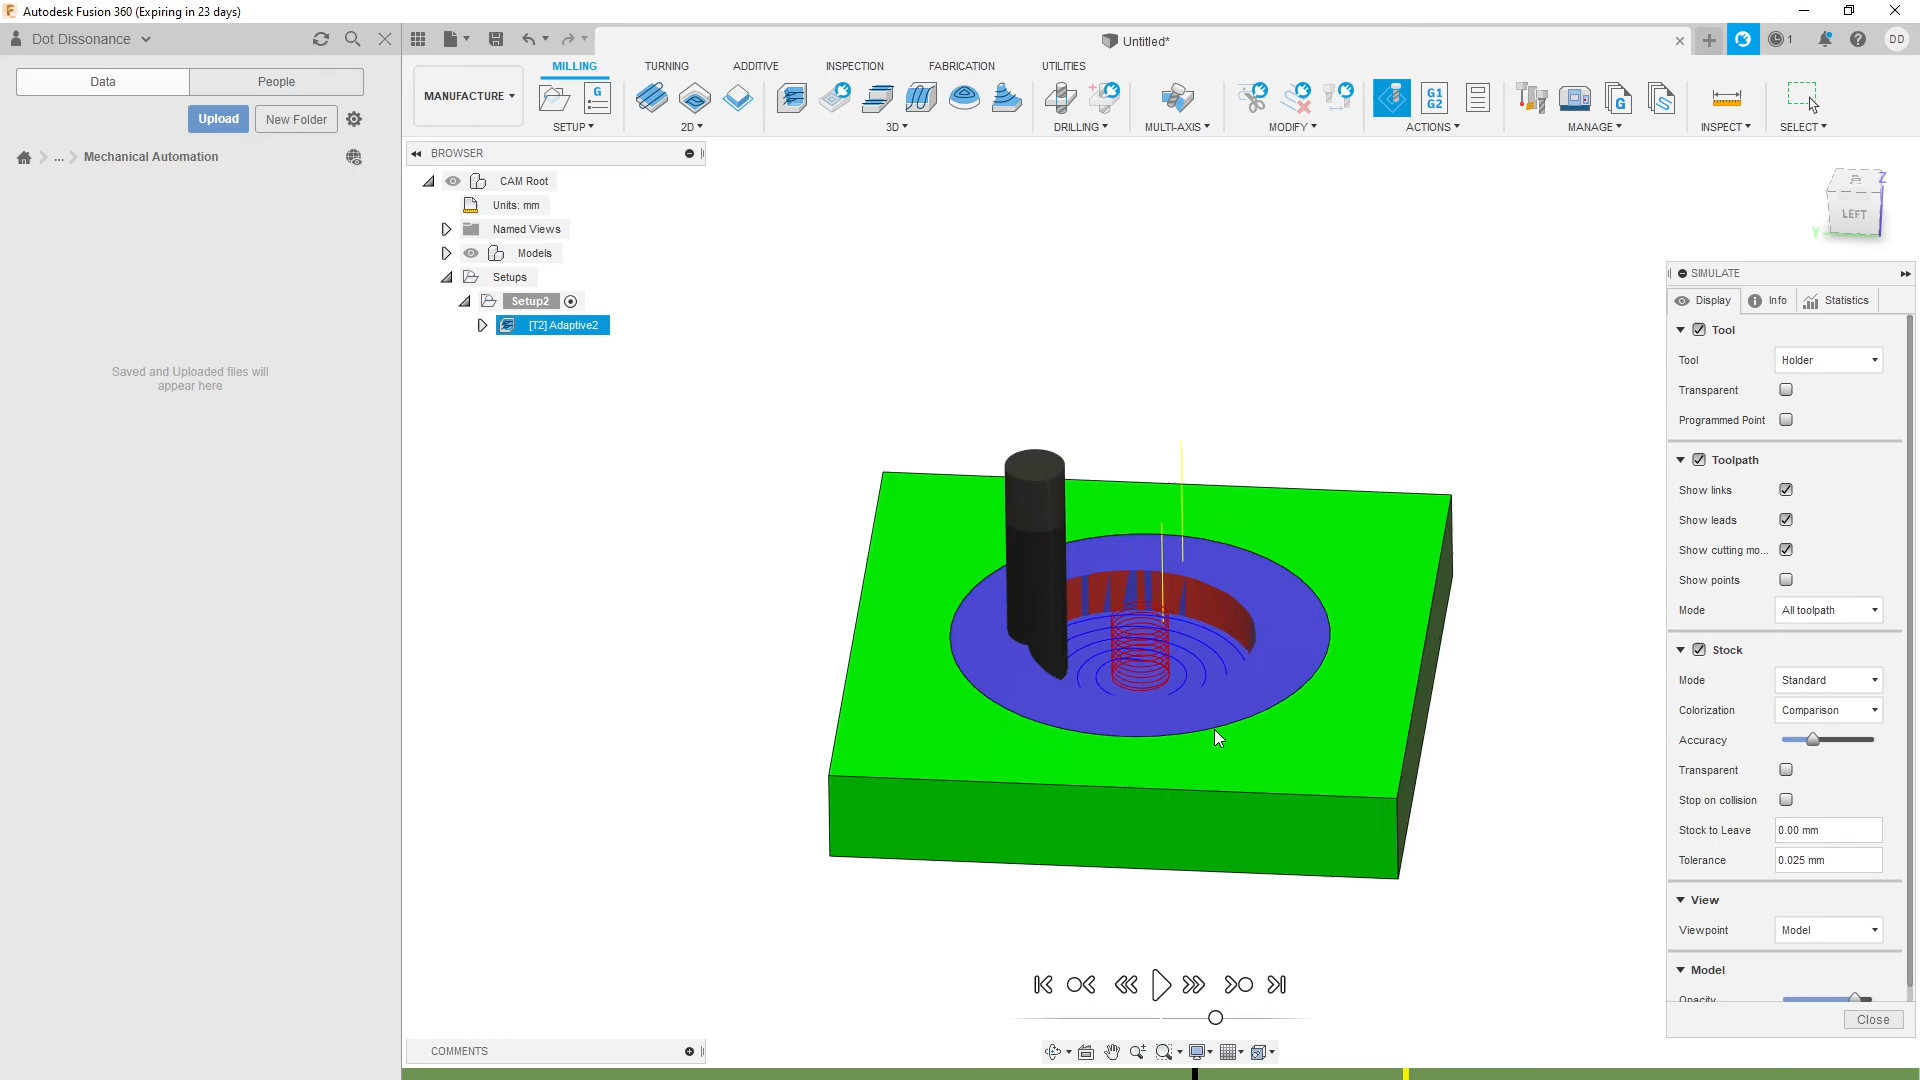 Autodesk Fusion 360 (Expiring in 23 days)
Dot Dissonance
Untitled*
1
DD
Data
People
Upload
New Folder
... Mechanical Automation
Saved and Uploaded files will
appear here
MANUFACTURE
MILLING
TURNING
ADDITIVE
INSPECTION
FABRICATION
UTILITIES
G
G1
G2
G
SETUP
2D
3D
DRILLING
MULTI-AXIS
MODIFY
ACTIONS
MANAGE
INSPECT
SELECT
BROWSER
CAM Root
Units: mm
Named Views
Models
Setups
Setup2
[T2] Adaptive2
Z
LEFT
Y
SIMULATE
Display
Info
Statistics
Tool
Tool
Holder
Transparent
Programmed Point
Toolpath
Show links
Show leads
Show cutting mo...
Show points
Mode
All toolpath
Stock
Mode
Standard
Colorization
Comparison
Accuracy
Transparent
Stop on collision
Stock to Leave
0.00 mm
Tolerance
0.025 mm
View
Viewpoint
Model
Model
Opacity
Close
COMMENTS